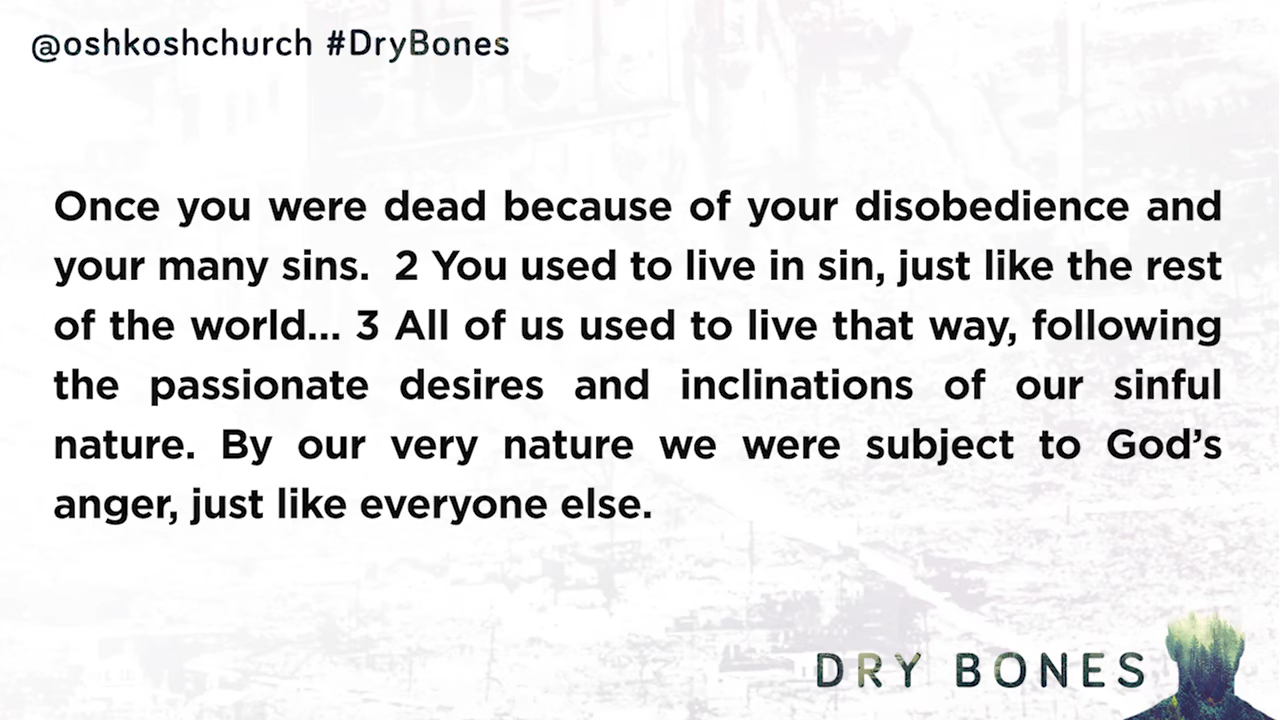 @oshkoshchurch #DryBones
Once you were dead because of your disobedience and
your many sins.  2 You used to live in sin, just like the rest
of the world... 3 All of us used to live that way, following
the passionate desires and inclinations of our sinful
nature. By our very nature we were subject to God’s
anger, just like everyone else.
DRY BONES